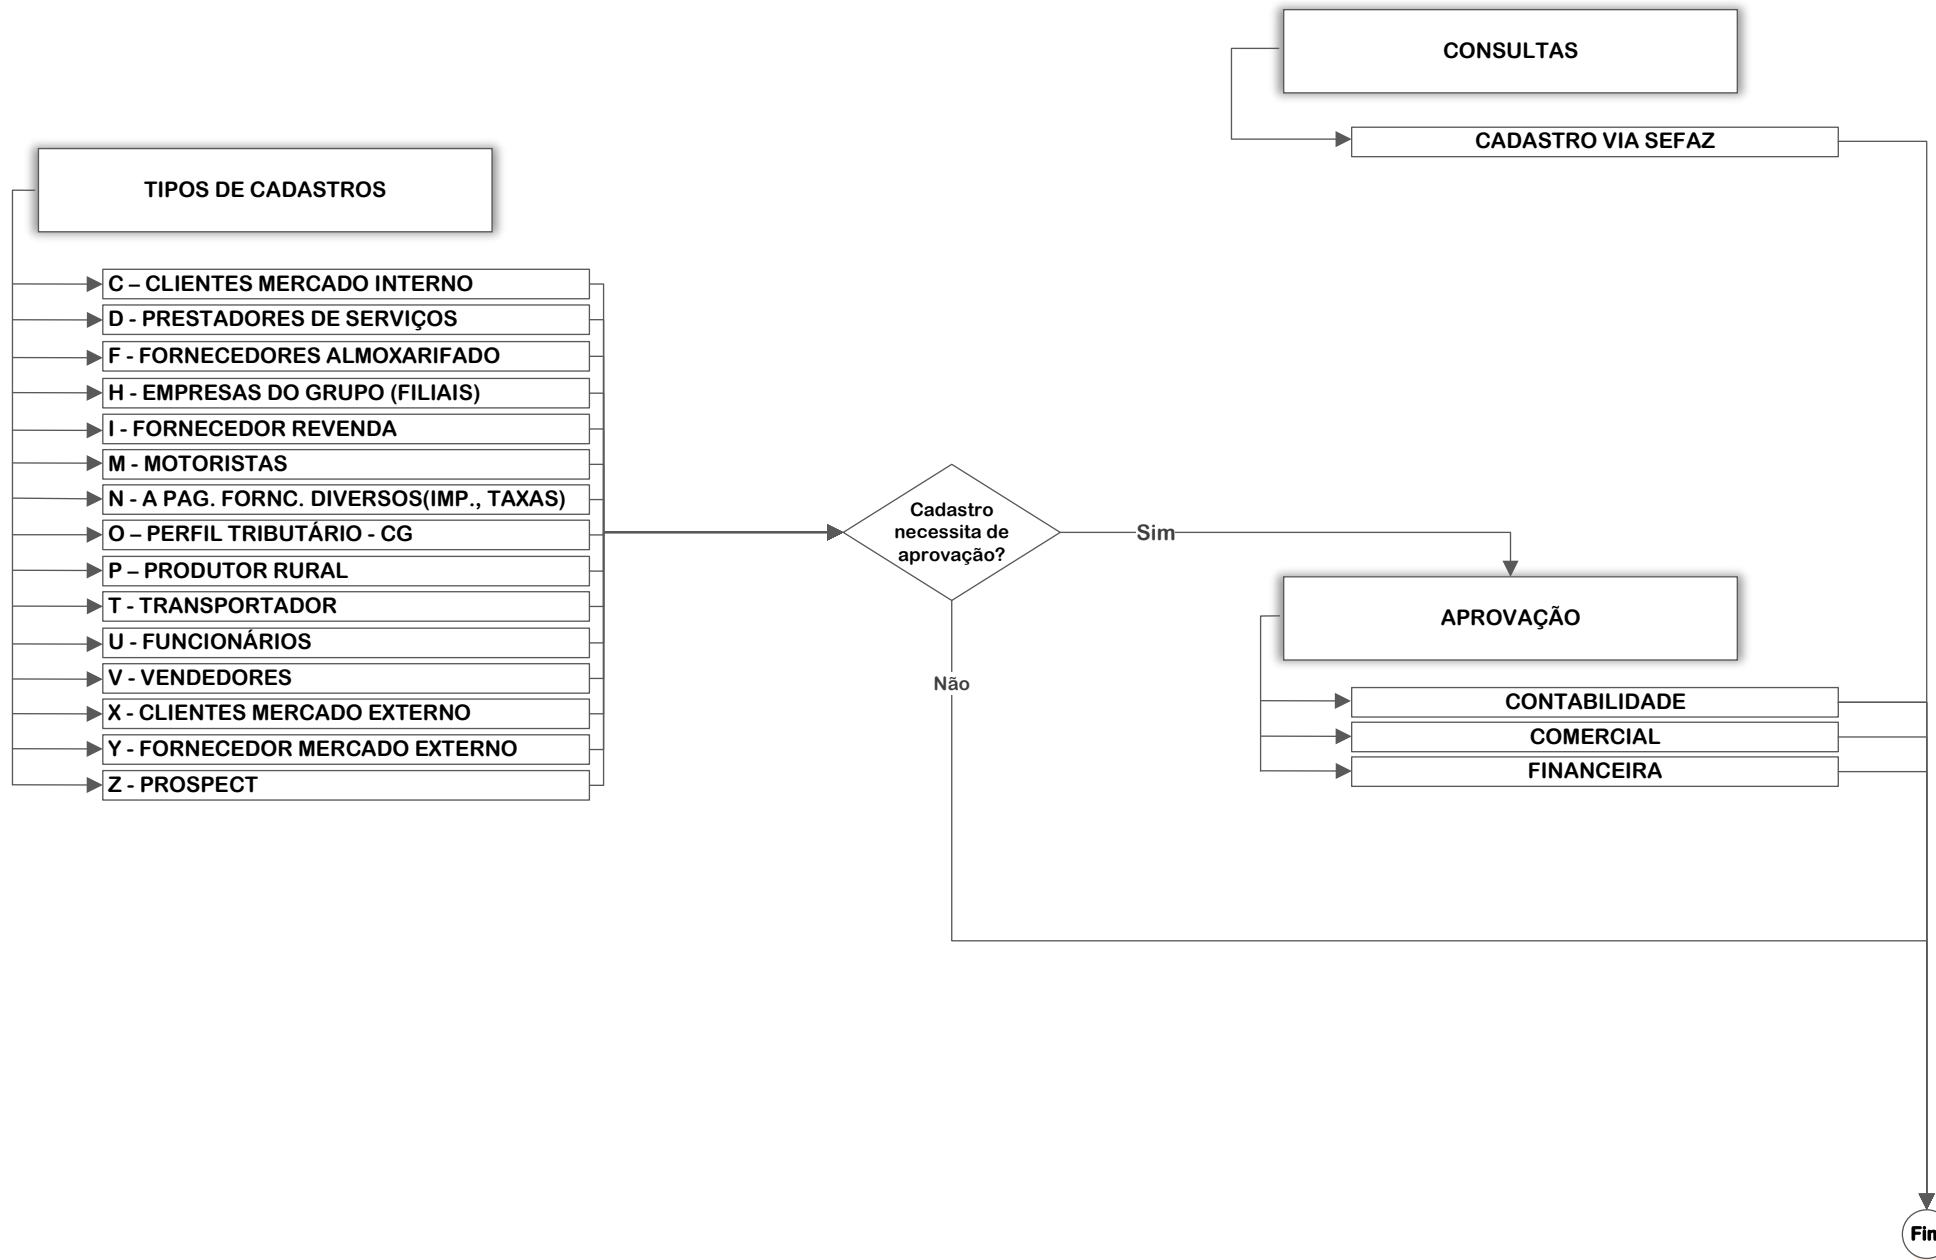 CONSULTAS
CADASTRO VIA SEFAZ
TIPOS DE CADASTROS
C – CLIENTES MERCADO INTERNO
D - PRESTADORES DE SERVIÇOS
F - FORNECEDORES ALMOXARIFADO
H - EMPRESAS DO GRUPO (FILIAIS)
I - FORNECEDOR REVENDA
M - MOTORISTAS
N - A PAG. FORNC. DIVERSOS(IMP., TAXAS)
O – PERFIL TRIBUTÁRIO - CG
P – PRODUTOR RURAL
T - TRANSPORTADOR
U - FUNCIONÁRIOS
V - VENDEDORES
X - CLIENTES MERCADO EXTERNO
Y - FORNECEDOR MERCADO EXTERNO
Z - PROSPECT
Cadastro
necessita de
aprovação?
Sim
Não
APROVAÇÃO
CONTABILIDADE
COMERCIAL
FINANCEIRA
Fim